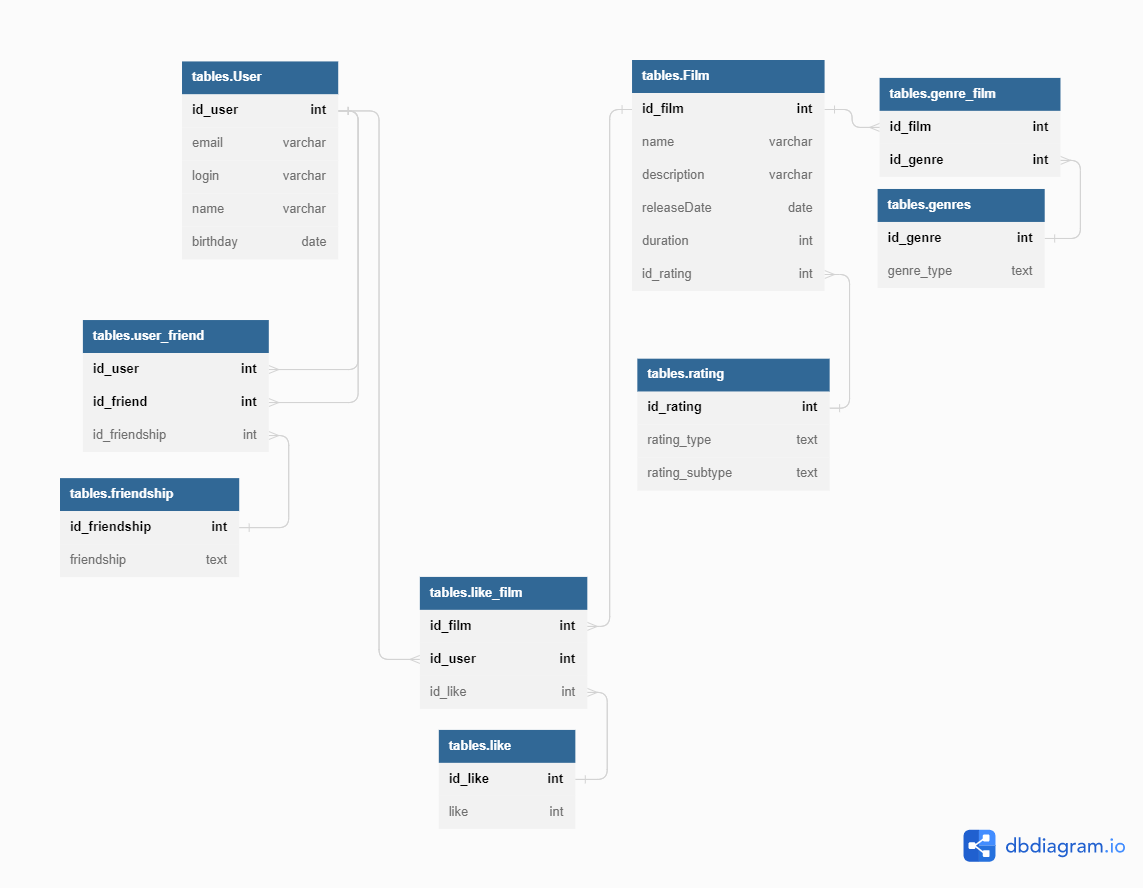 tables.User
id_user int
email varchar
login varchar
name varchar
birthday date
tables.user_friend
id_user int
id_friend int
id_friendship int
tables.friendship
id_friendship int
friendship text
tables.like_film
id_film int
id_user int
id_like int
tables.like
id_like int
like int
tables.Film
id_film int
name varchar
description varchar
releaseDate date
duration int
id_rating int
tables.rating
id_rating int
rating_type text
rating_subtype text
tables.genre_film
id_film int
id_genre int
tables.genres
id_genre int
genre_type text
dbdiagram.io